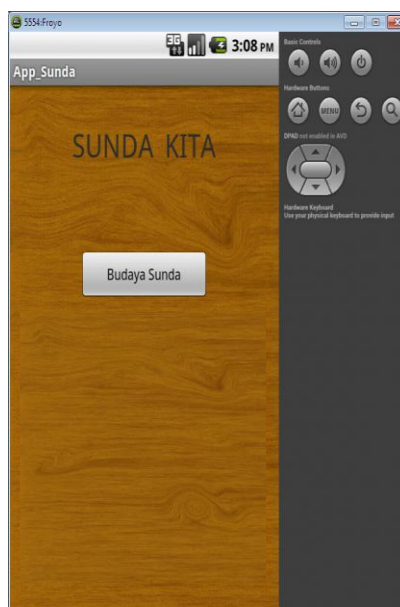 5554:Froyo
3G
3:08 PM
App_Sunda
SUNDA KITA
Budaya Sunda
Basic Controls
Hardware Buttons
MENU
DPAD not enabled in AVD
Hardware Keyboard
Use your physical keyboard to provide input